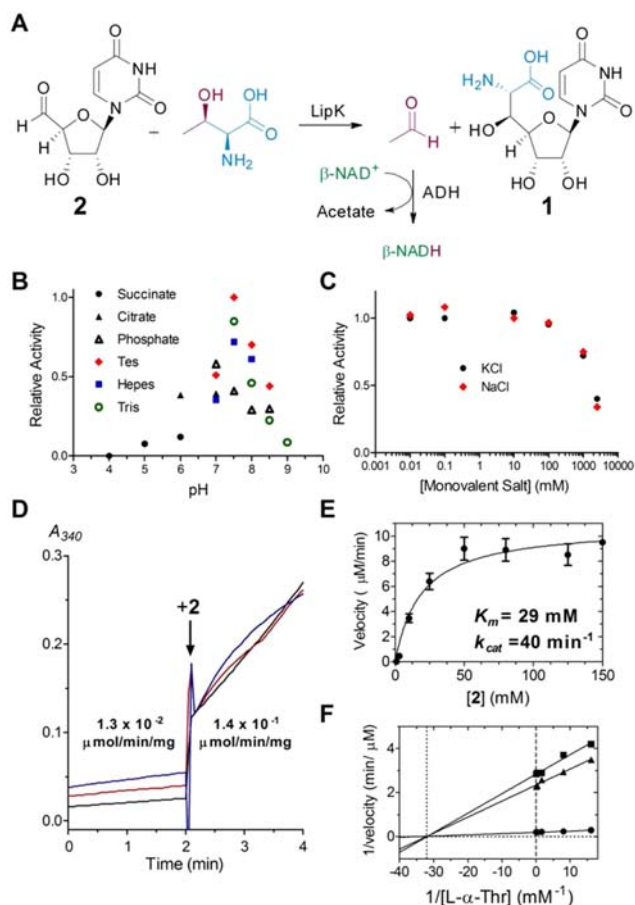 A
O
NH
O
O
N
O
H
HO
OH
2
OH
OH
O
NH₂
LipK
O
β-NAD⁺
Acetate
ADH
β-NADH
+
OH
H₂N
O
HO
O
NH
O
N
O
H
HO
OH
1
B
Relative Activity
1.0
0.5
0.0
Succinate
Citrate
Phosphate
Tes
Hepes
Tris
3 4 5 6 7 8 9 10
pH
C
Relative Activity
1.0
0.5
0.0
KCl
NaCl
0.001 0.01 0.1 1 10 100 1000 10000
[Monovalent Salt] (mM)
D
A340
0.3
0.2
0.1
0.0
+2
1.3 x 10⁻²
μmol/min/mg
1.4 x 10⁻¹
μmol/min/mg
0 1 2 3 4
Time (min)
E
Velocity ( μM/min)
12
10
8
6
4
2
0
Km = 29 mM
kcat = 40 min⁻¹
0 50 100 150
[2] (mM)
F
1/velocity (min/ μM)
4
2
0
-40 -30 -20 -10 0 10
1/[L-α-Thr] (mM⁻¹)